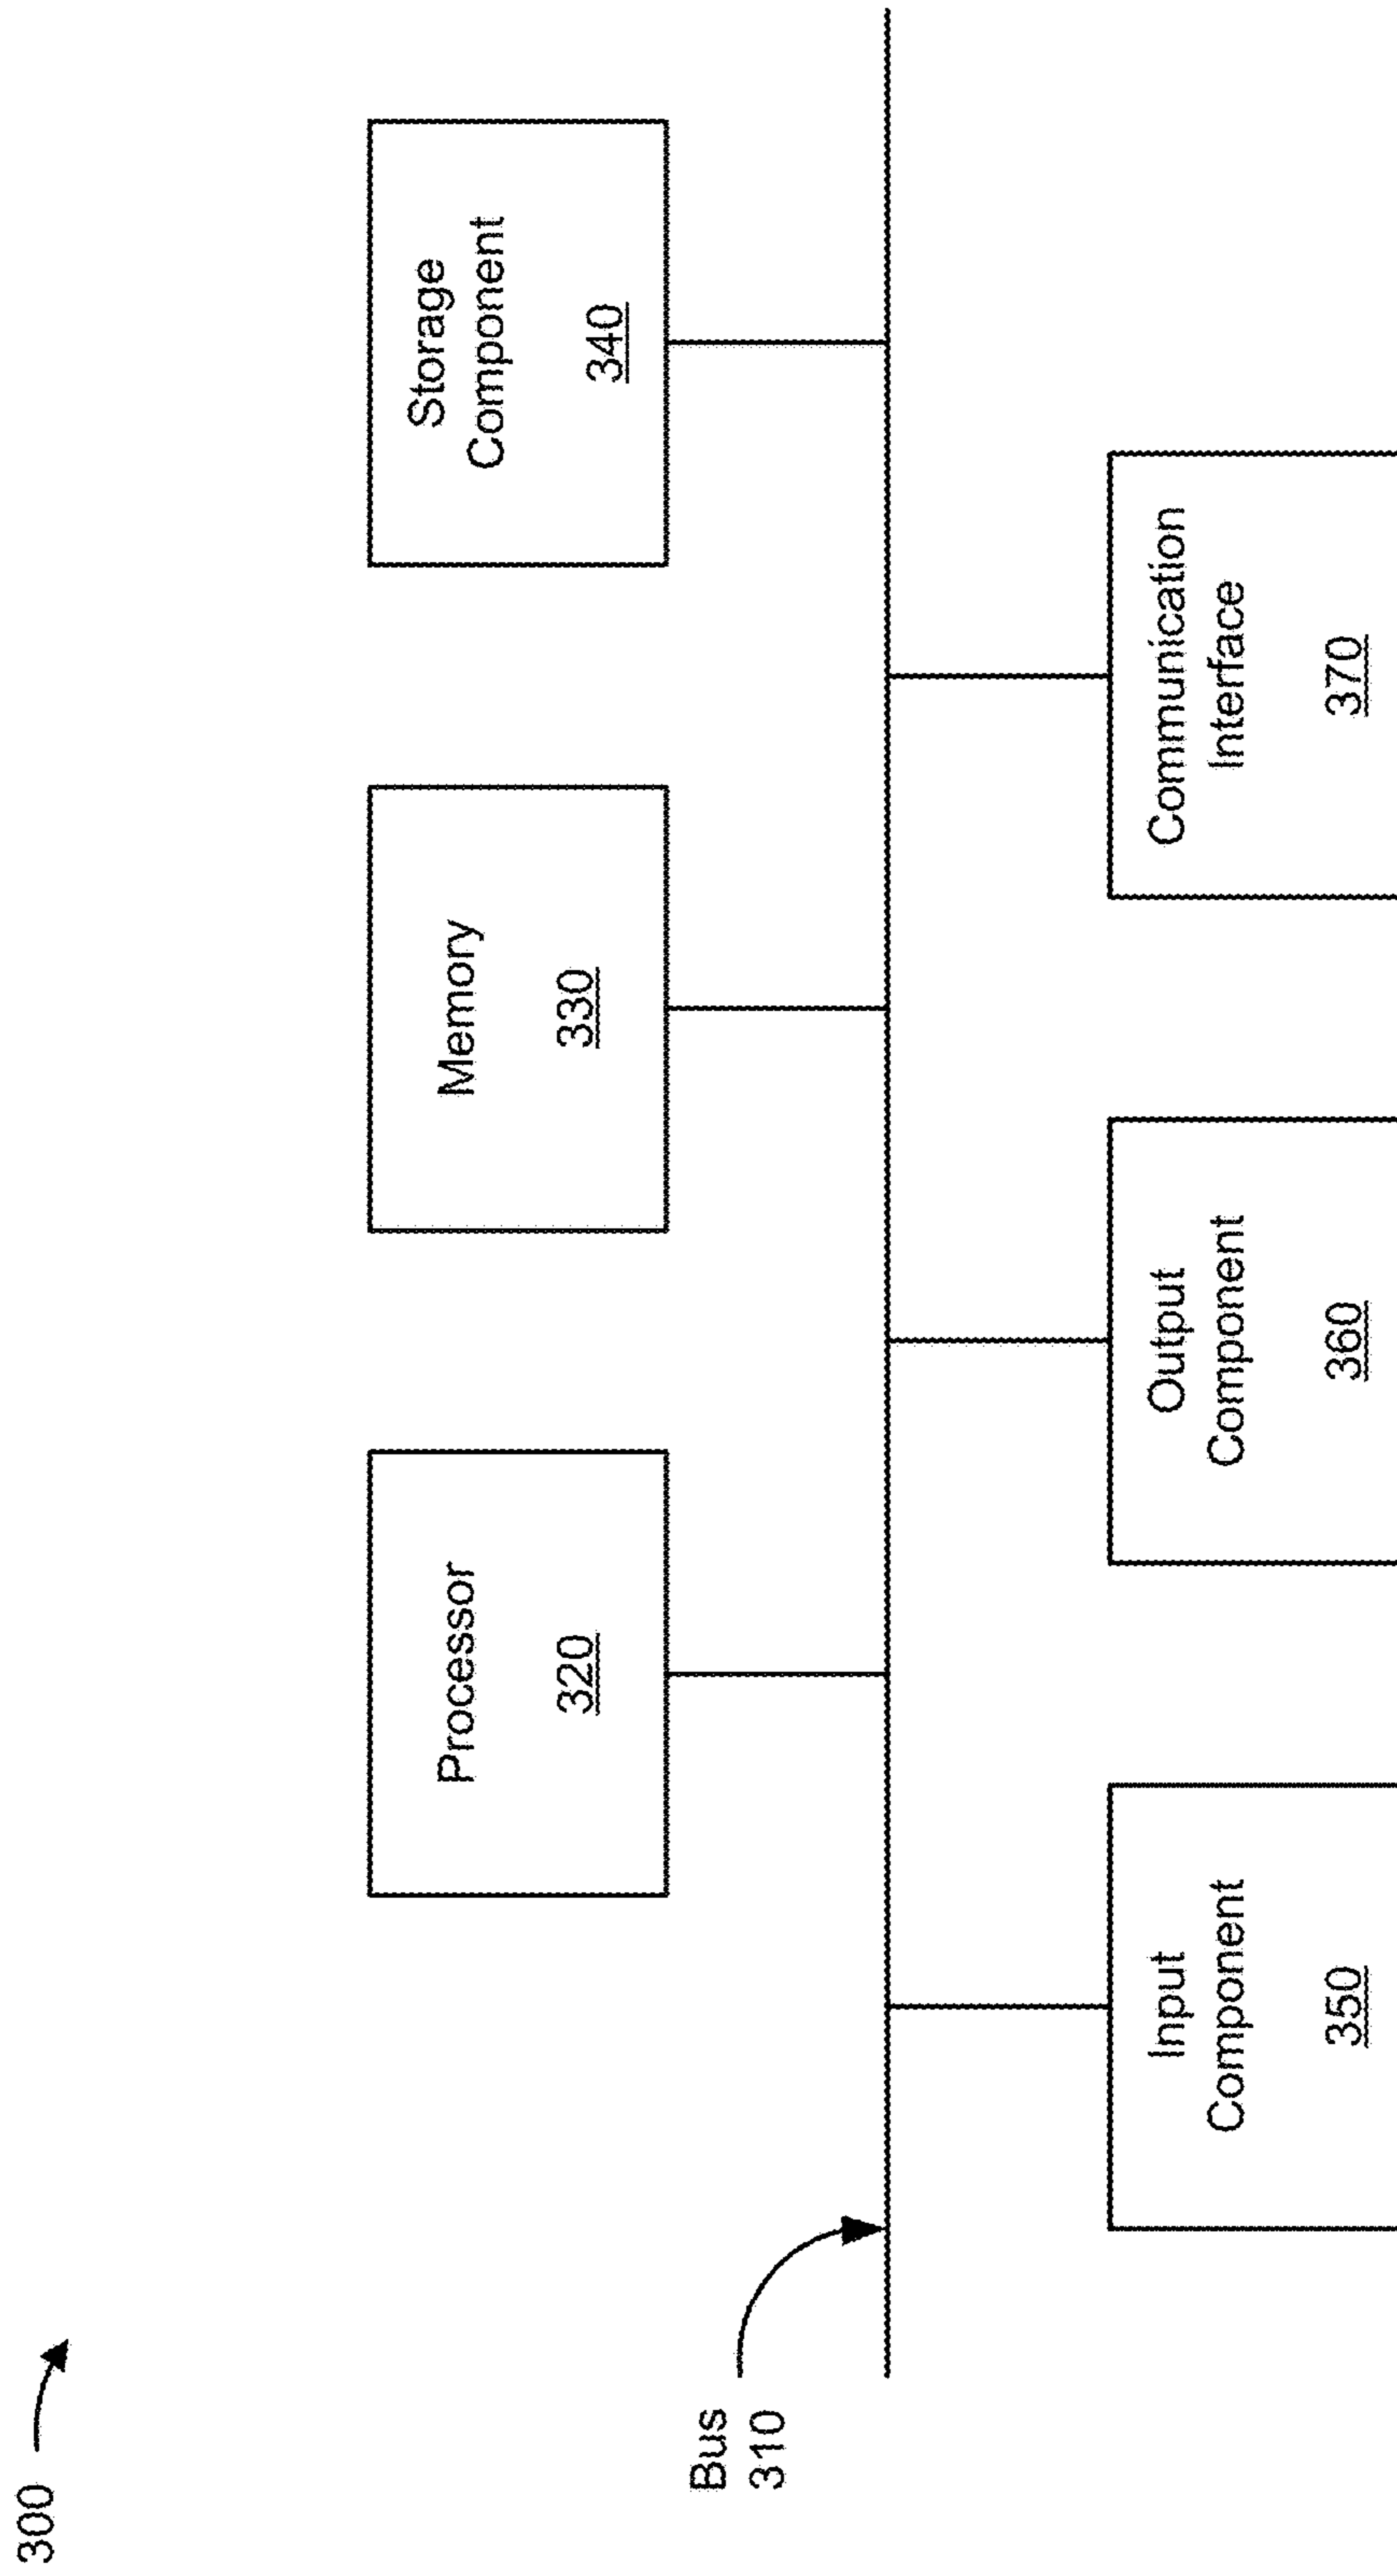 300
Processor
320
Memory
330
Storage
Component
340
Bus
310
Input
Component
350
Output
Component
360
Communication
Interface
370